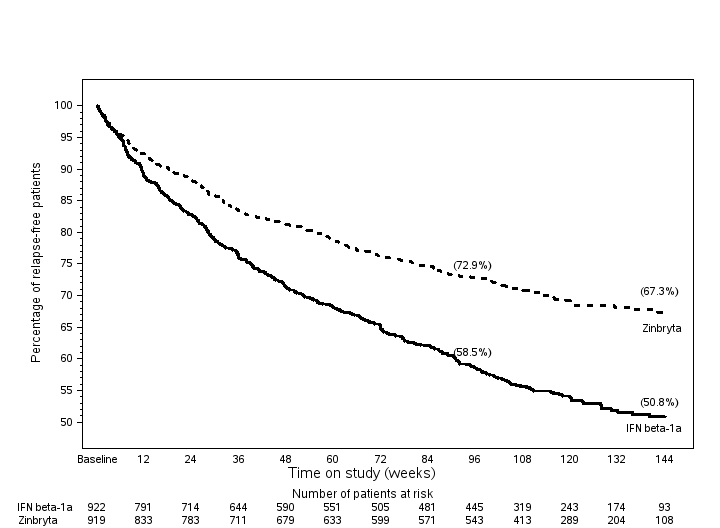 100
95
90
85
80
75
70
65
60
55
50
Percentage of relapse-free patients
(72.9%)
(67.3%)
Zinbryta
(58.5%)
(50.8%)
IFN beta-1a
Baseline 12 24 36 48 60 72 84 96 108 120 132 144
Time on study (weeks)
Number of patients at risk
IFN beta-1a 922 791 714 644 590 551 505 481 445 319 243 174 93
Zinbryta 919 833 783 711 679 633 599 571 543 413 289 204 108